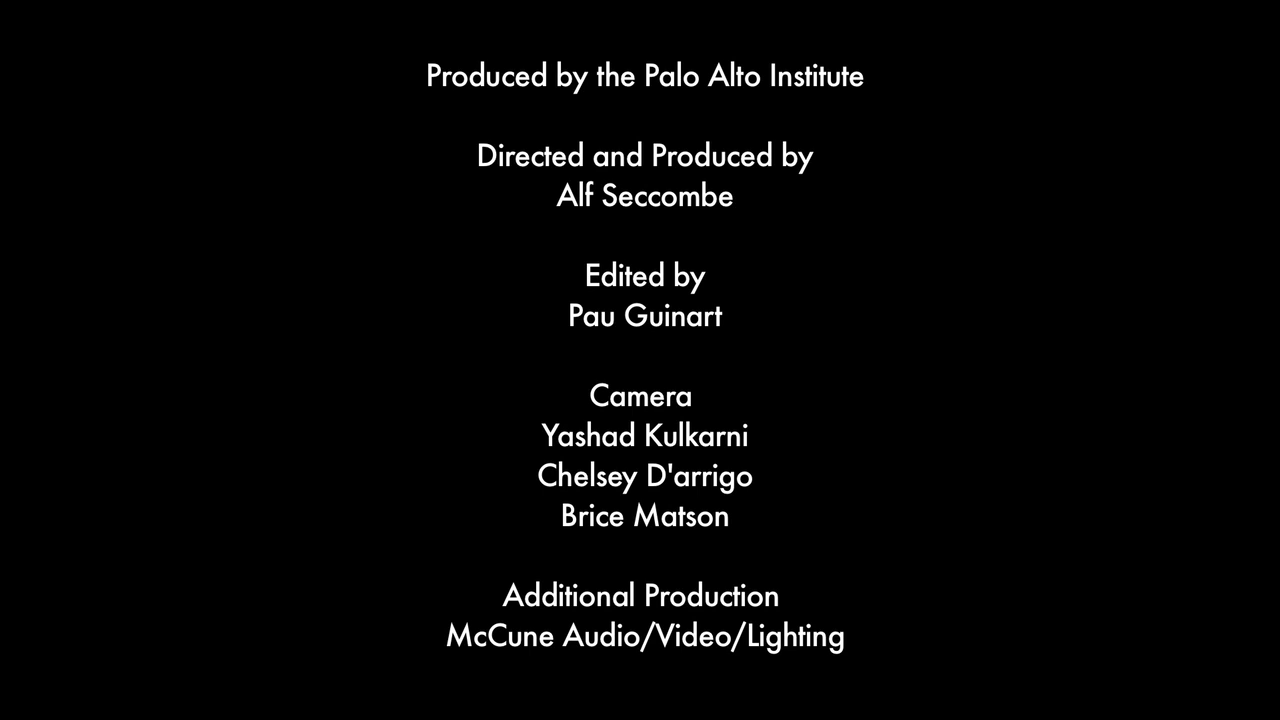 Produced by the Palo Alto Institute
Directed and Produced by
Alf Seccombe
Edited by
Pau Guinart
Camera
Yashad Kulkarni
Chelsey D'arrigo
Brice Matson
Additional Production
McCune Audio/Video/Lighting